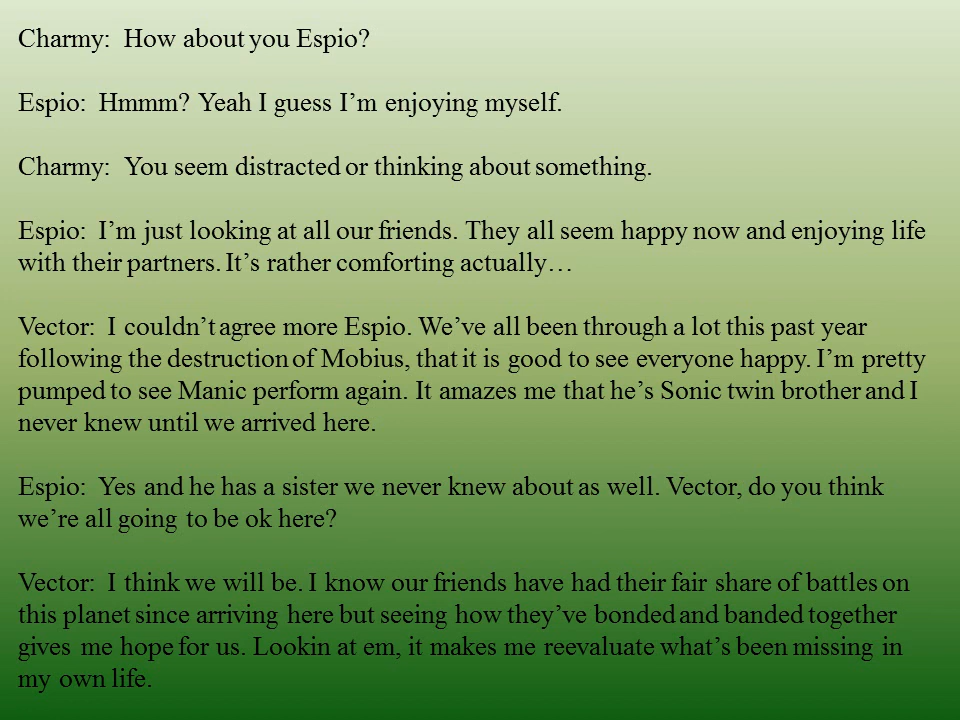 Charmy:  How about you Espio?
Espio:  Hmmm? Yeah I guess I’m enjoying myself.
Charmy:  You seem distracted or thinking about something.
Espio:  I’m just looking at all our friends. They all seem happy now and enjoying life
with their partners. It’s rather comforting actually…
Vector:  I couldn’t agree more Espio. We’ve all been through a lot this past year
following the destruction of Mobius, that it is good to see everyone happy. I’m pretty
pumped to see Manic perform again. It amazes me that he’s Sonic twin brother and I
never knew until we arrived here.
Espio:  Yes and he has a sister we never knew about as well. Vector, do you think
we’re all going to be ok here?
Vector:  I think we will be. I know our friends have had their fair share of battles on
this planet since arriving here but seeing how they’ve bonded and banded together
gives me hope for us. Lookin at em, it makes me reevaluate what’s been missing in
my own life.